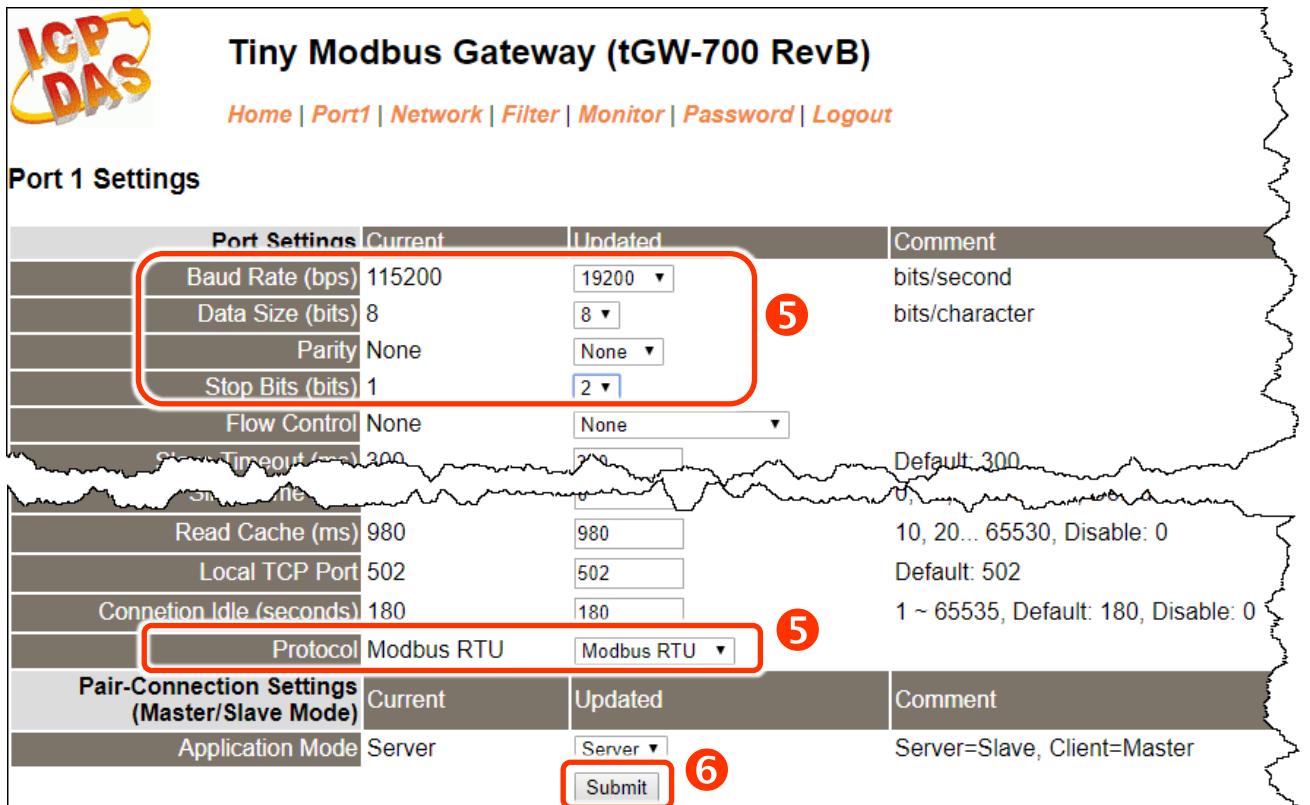 ICP
DAS
Tiny Modbus Gateway (tGW-700 RevB)
Home | Port1 | Network | Filter | Monitor | Password | Logout
Port 1 Settings
Port Settings Current Updated Comment
Baud Rate (bps) 115200 19200 bits/second
Data Size (bits) 8 8 5 bits/character
Parity None None
Stop Bits (bits) 1 2
Flow Control None None
Timeout (ms) 300 Default: 300
Read Cache (ms) 980 980 10, 20... 65530, Disable: 0
Local TCP Port 502 502 Default: 502
Connetion Idle (seconds) 180 180 1 ~ 65535, Default: 180, Disable: 0
5
Protocol Modbus RTU Modbus RTU
Pair-Connection Settings
(Master/Slave Mode) Current Updated Comment
Application Mode Server Server Server=Slave, Client=Master
Submit 6